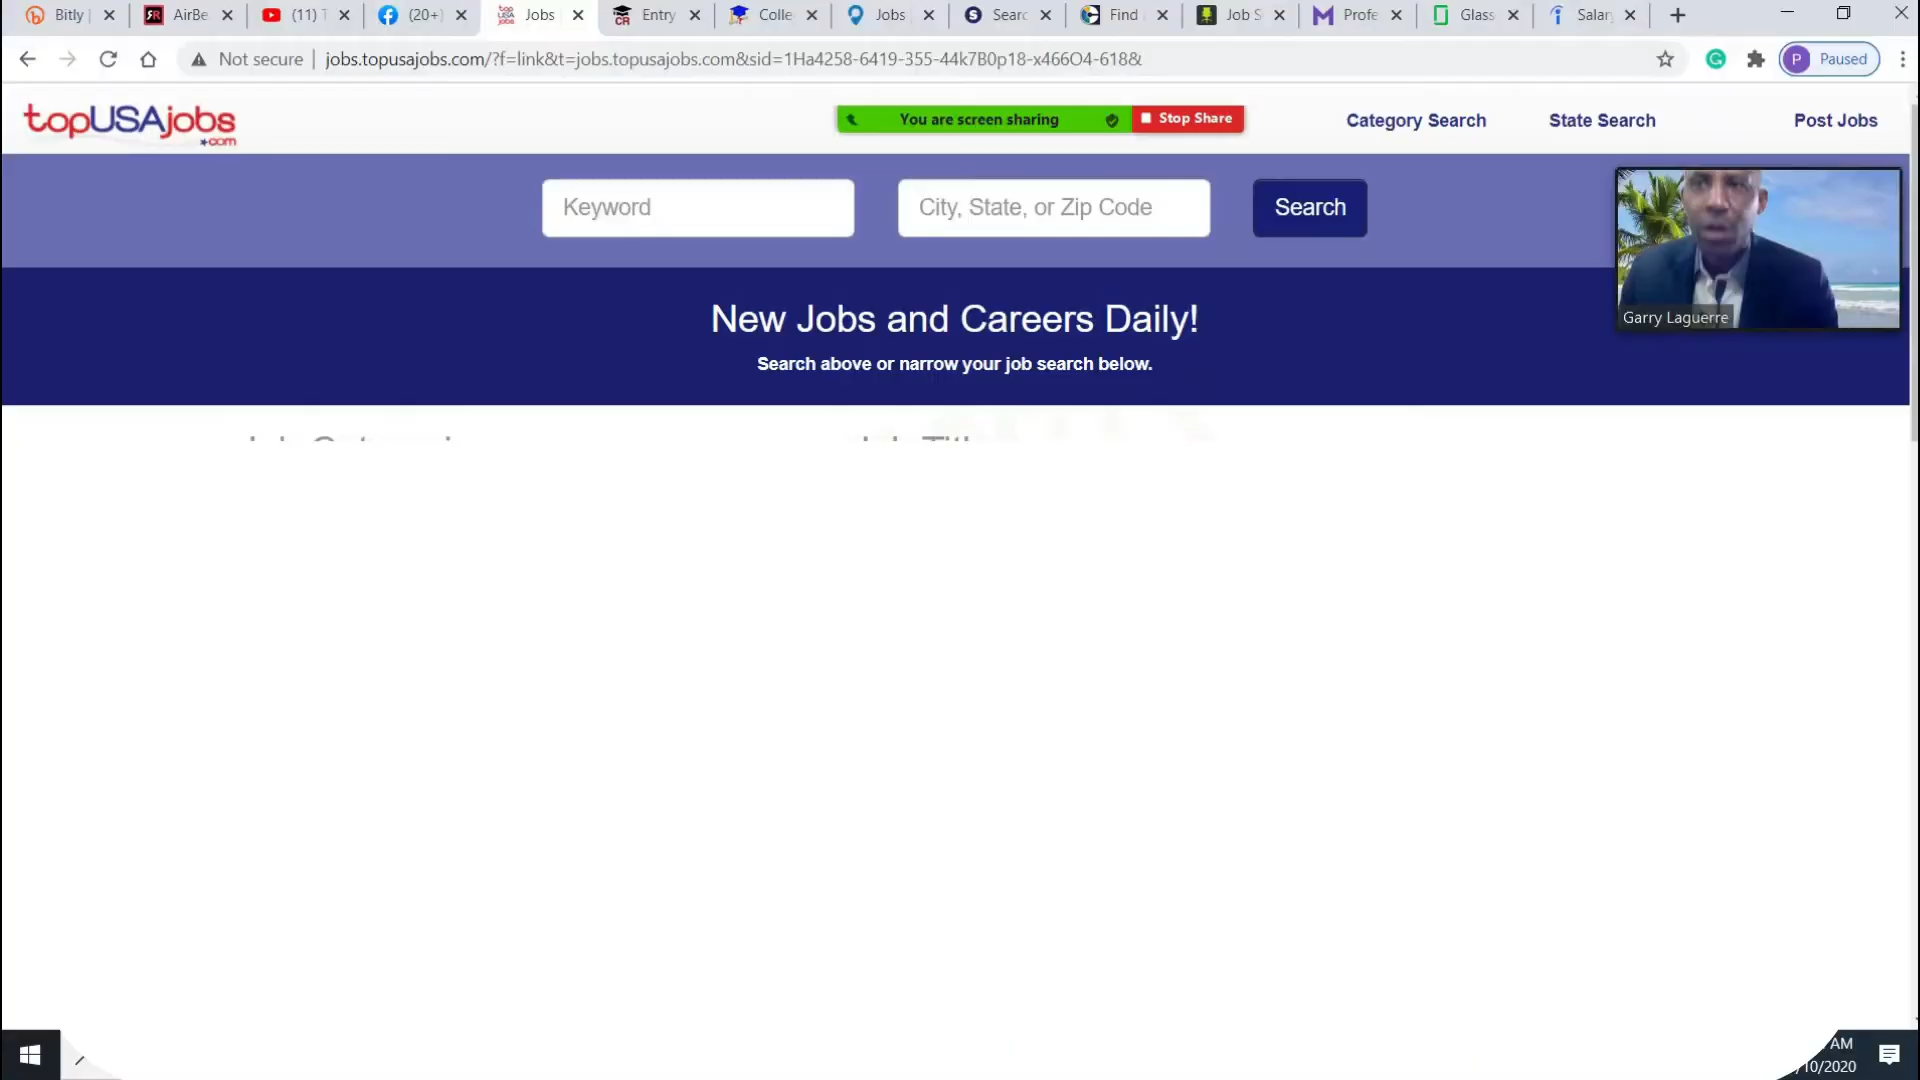 Bitly
AirBe
(11) T
(20+)
Jobs
Entry
Colle
Jobs
Searc
Find
Job S
Profe
Glass
Salar
Not secure
jobs.topusajobs.com/?f=link&t=jobs.topusajobs.com&sid=1Ha4258-6419-355-44k7B0p18-x466O4-618&
P
Paused
topUSAjobs
.com
You are screen sharing
Stop Share
Category Search
State Search
Post Jobs
Keyword
City, State, or Zip Code
Search
Garry Laguerre
New Jobs and Careers Daily!
Search above or narrow your job search below.
AM
/10/2020